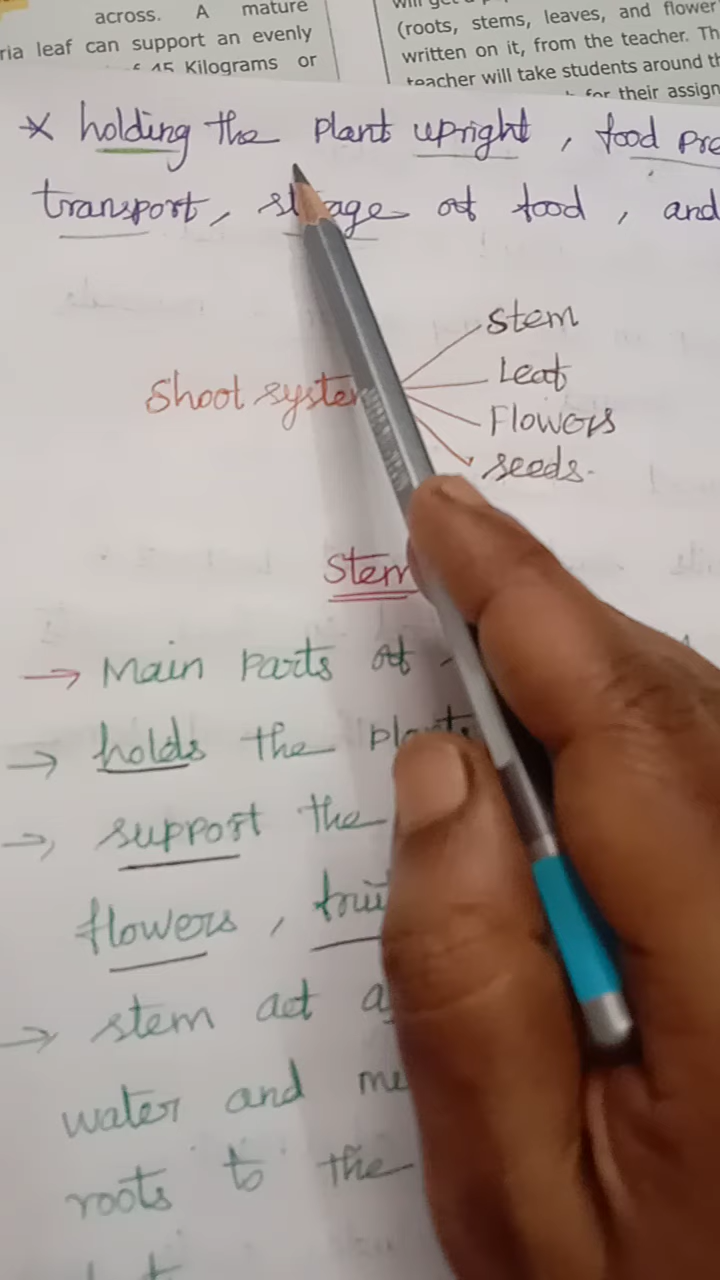 across. A mature
ria leaf can support an evenly
45 Kilograms or
(roots, stems, leaves, and flower
written on it, from the teacher. Th
teacher will take students around th
for their assign
* holding the plant upright, food pre
transport, of food, and
Shoot
Stem
Leaf
Flowers
seeds.
Stem
→ Main parts of
→ holds the
→ support the
flowers,
→ stem act a
water and me
roots to the